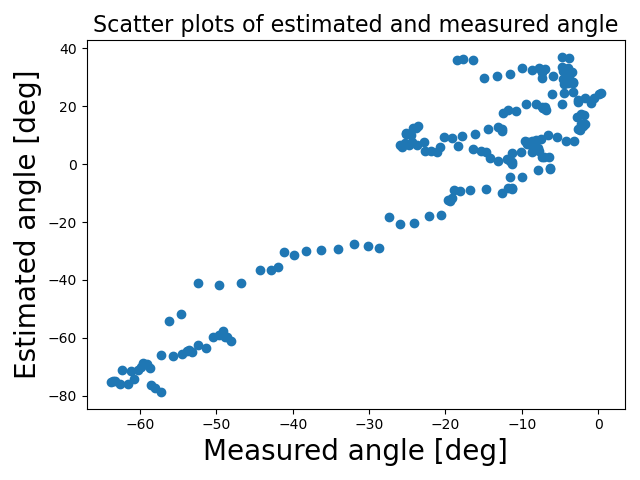 Scatter plots of estimated and measured angle
Estimated angle [deg]
40
20
0
−20
−40
−60
−80
−60 −50 −40 −30 −20 −10 0
Measured angle [deg]